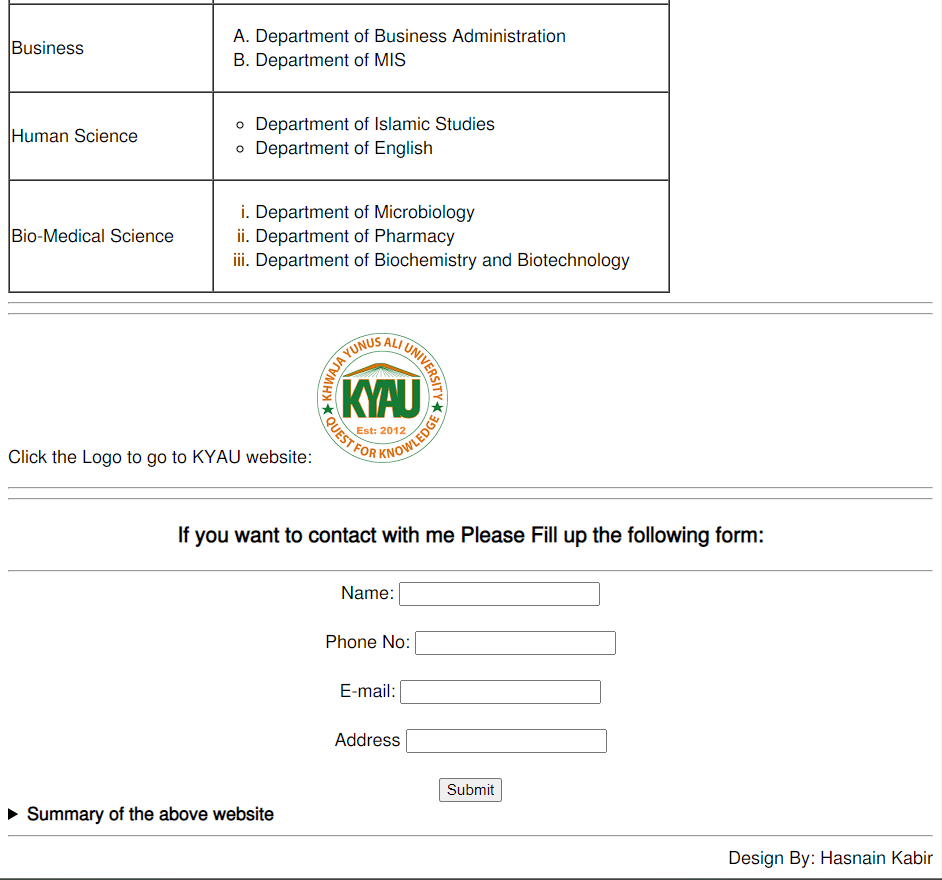 Business
A. Department of Business Administration
B. Department of MIS
Human Science
Department of Islamic Studies
Department of English
Bio-Medical Science
i. Department of Microbiology
ii. Department of Pharmacy
iii. Department of Biochemistry and Biotechnology
KHWAJA YUNUS ALI UNIVERSITY
KYAU
Est: 2012
QUEST FOR KNOWLEDGE
Click the Logo to go to KYAU website:
If you want to contact with me Please Fill up the following form:
Name:
Phone No:
E-mail:
Address
Submit
Summary of the above website
Design By: Hasnain Kabir